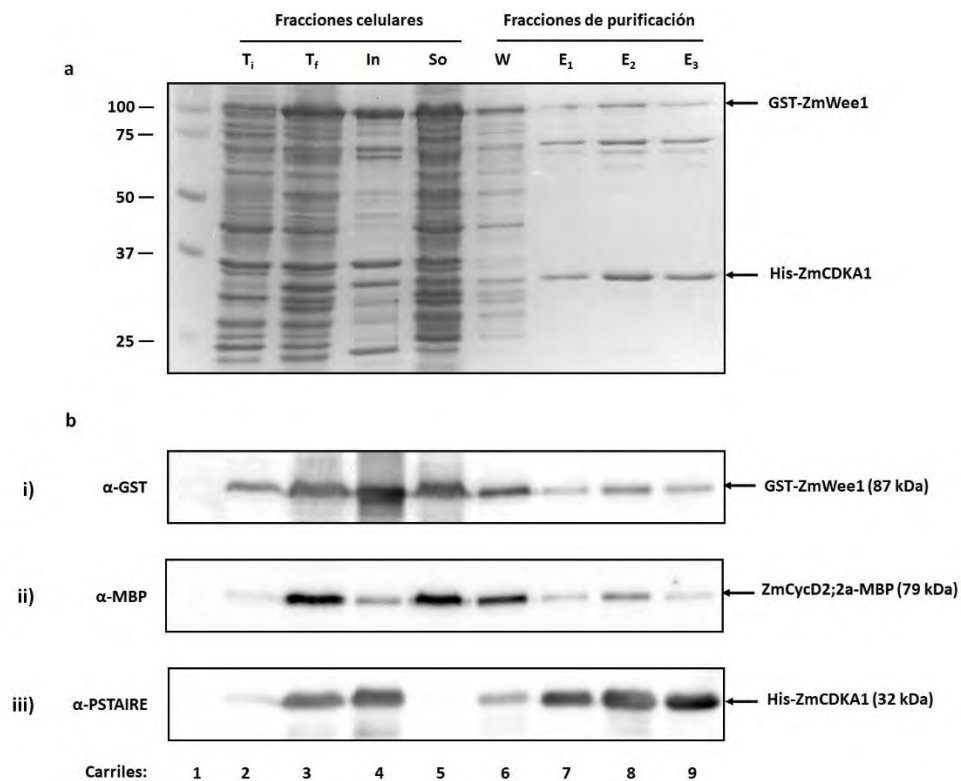 Fracciones celulares Fracciones de purificación
Ti Tf In So W E1 E2 E3
a
100 GST-ZmWee1
75
50
37
His-ZmCDKA1
25
b
i) α-GST GST-ZmWee1 (87 kDa)
ii) α-MBP ZmCycD2;2a-MBP (79 kDa)
iii) α-PSTAIRE His-ZmCDKA1 (32 kDa)
Carriles: 1 2 3 4 5 6 7 8 9